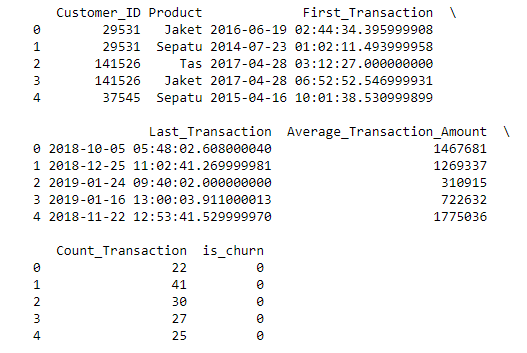 Customer_ID Product First_Transaction \
0 29531 Jaket 2016-06-19 02:44:34.395999908
1 29531 Sepatu 2014-07-23 01:02:11.493999958
2 141526 Tas 2017-04-28 03:12:27.000000000
3 141526 Jaket 2017-04-28 06:52:52.546999931
4 37545 Sepatu 2015-04-16 10:01:38.530999899
Last_Transaction Average_Transaction_Amount \
0 2018-10-05 05:48:02.608000040 1467681
1 2018-12-25 11:02:41.269999981 1269337
2 2019-01-24 09:40:02.000000000 310915
3 2019-01-16 13:00:03.911000013 722632
4 2018-11-22 12:53:41.529999970 1775036
Count_Transaction is_churn
0 22 0
1 41 0
2 30 0
3 27 0
4 25 0